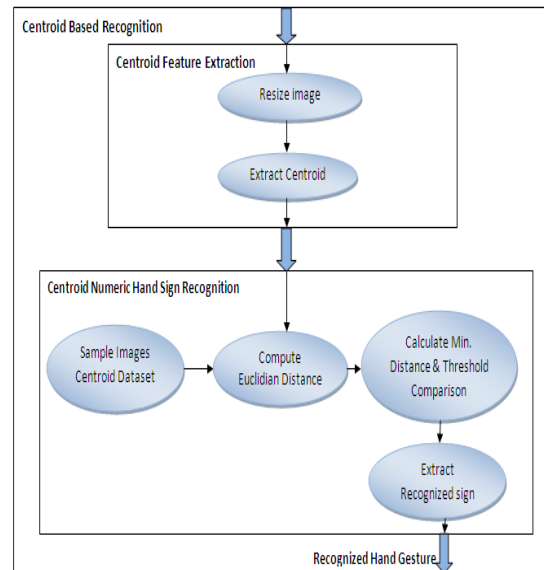 Centroid Based Recognition
Centroid Feature Extraction
Resize image
Extract Centroid
Centroid Numeric Hand Sign Recognition
Sample Images
Centroid Dataset
Compute
Euclidian Distance
Calculate Min.
Distance & Threshold
Comparison
Extract
Recognized sign
Recognized Hand Gesture